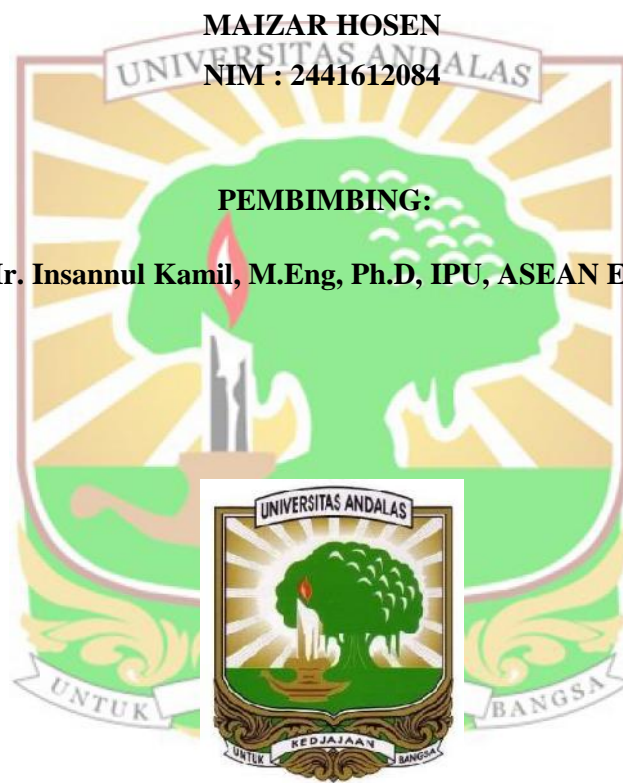 MAIZAR HOSEN
UNIVERSITAS ANDALAS
NIM : 2441612084
PEMBIMBING:
Ir. Insannul Kamil, M.Eng, Ph.D, IPU, ASEAN E
UNIVERSITAS ANDALAS
UNTUK BANGSA
UNTUK KEDJAJAAN BANGSA